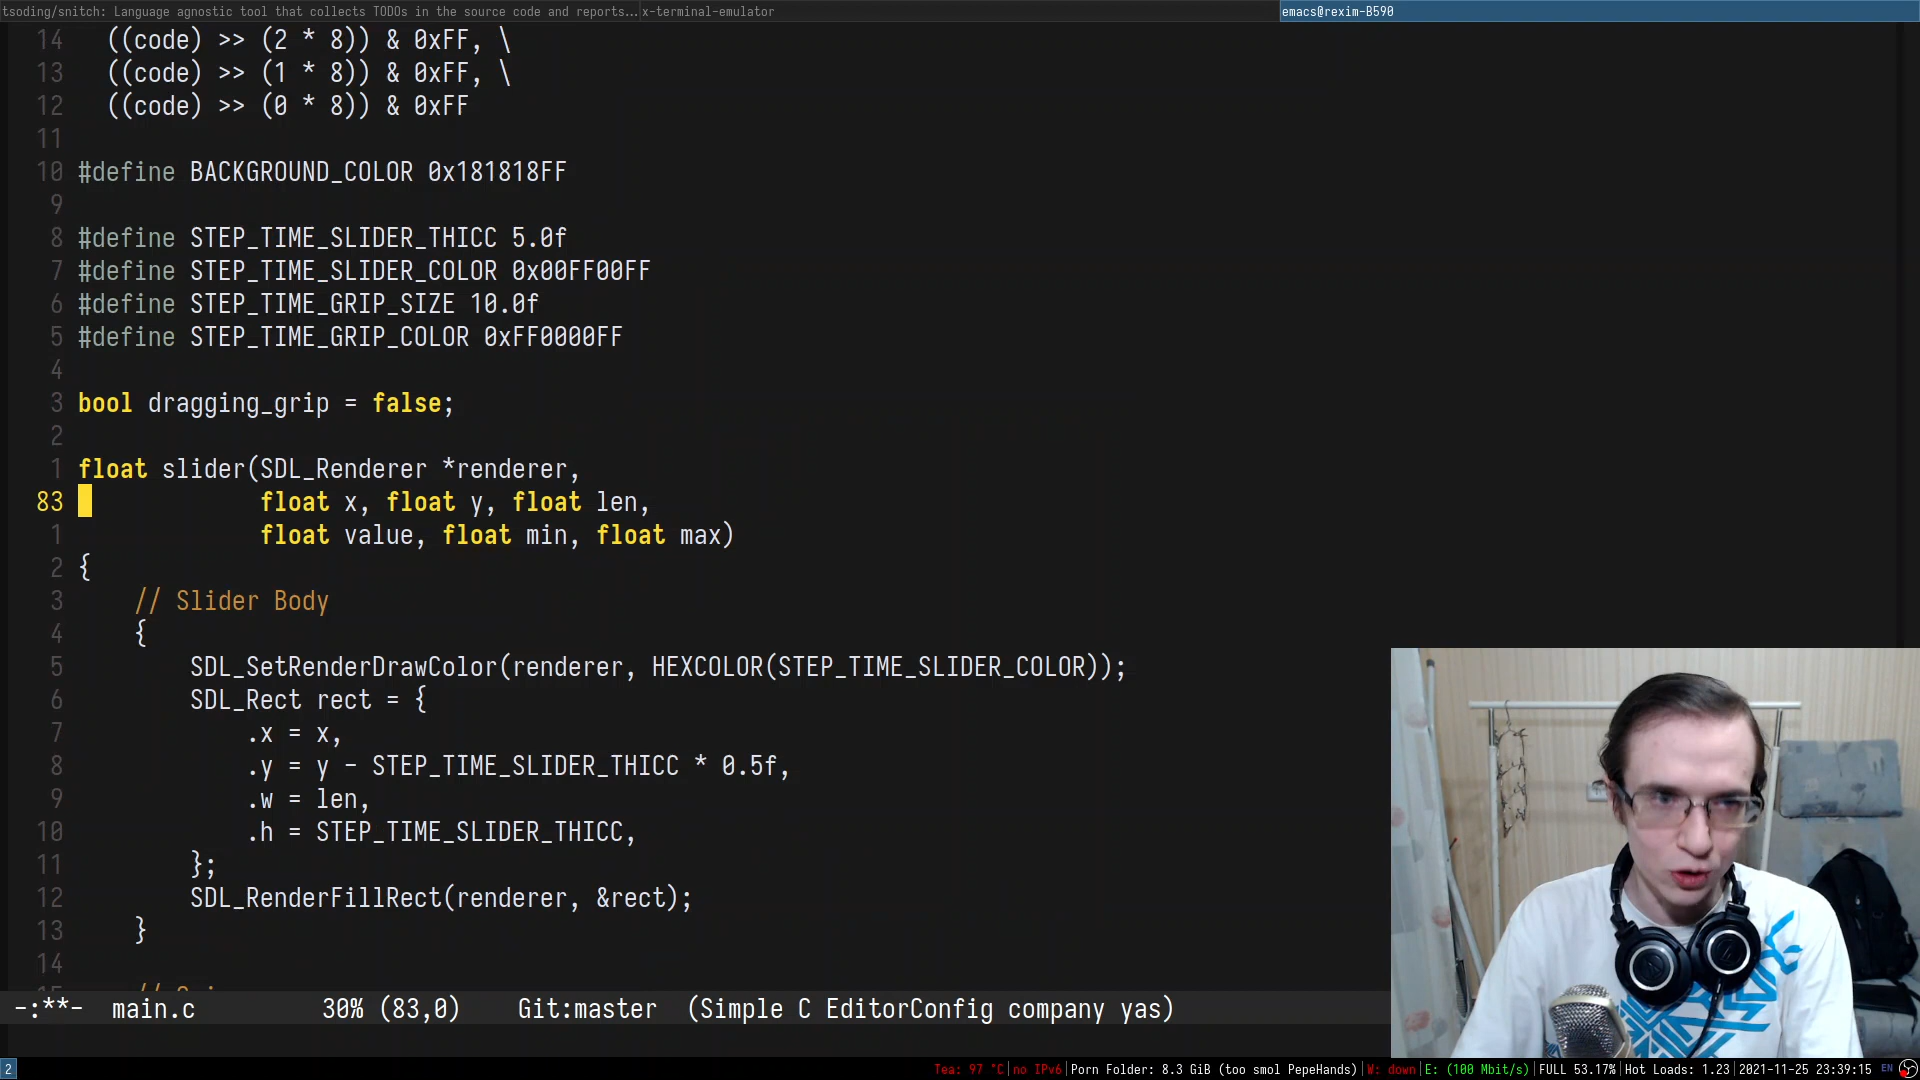 tsoding/snitch: Language agnostic tool that collects TODOs in the source code and reports... x-terminal-emulator emacs@rexim-B590
14 ((code) >> (2 * 8)) & 0xFF, \
13 ((code) >> (1 * 8)) & 0xFF, \
12 ((code) >> (0 * 8)) & 0xFF
11
10 #define BACKGROUND_COLOR 0x181818FF
9
8 #define STEP_TIME_SLIDER_THICC 5.0f
7 #define STEP_TIME_SLIDER_COLOR 0x00FF00FF
6 #define STEP_TIME_GRIP_SIZE 10.0f
5 #define STEP_TIME_GRIP_COLOR 0xFF0000FF
4
3 bool dragging_grip = false;
2
1 float slider(SDL_Renderer *renderer,
83 float x, float y, float len,
1 float value, float min, float max)
2 {
3 // Slider Body
4 {
5 SDL_SetRenderDrawColor(renderer, HEXCOLOR(STEP_TIME_SLIDER_COLOR));
6 SDL_Rect rect = {
7 .x = x,
8 .y = y - STEP_TIME_SLIDER_THICC * 0.5f,
9 .w = len,
10 .h = STEP_TIME_SLIDER_THICC,
11 };
12 SDL_RenderFillRect(renderer, &rect);
13 }
14
-:**- main.c 30% (83,0) Git:master (Simple C EditorConfig company yas)
2 Tea: 97 °C|no IPv6|Porn Folder: 8.3 GiB (too smol PepeHands)|W: down|E: (100 Mbit/s)|FULL 53.17%|Hot Loads: 1.23|2021-11-25 23:39:15 EN